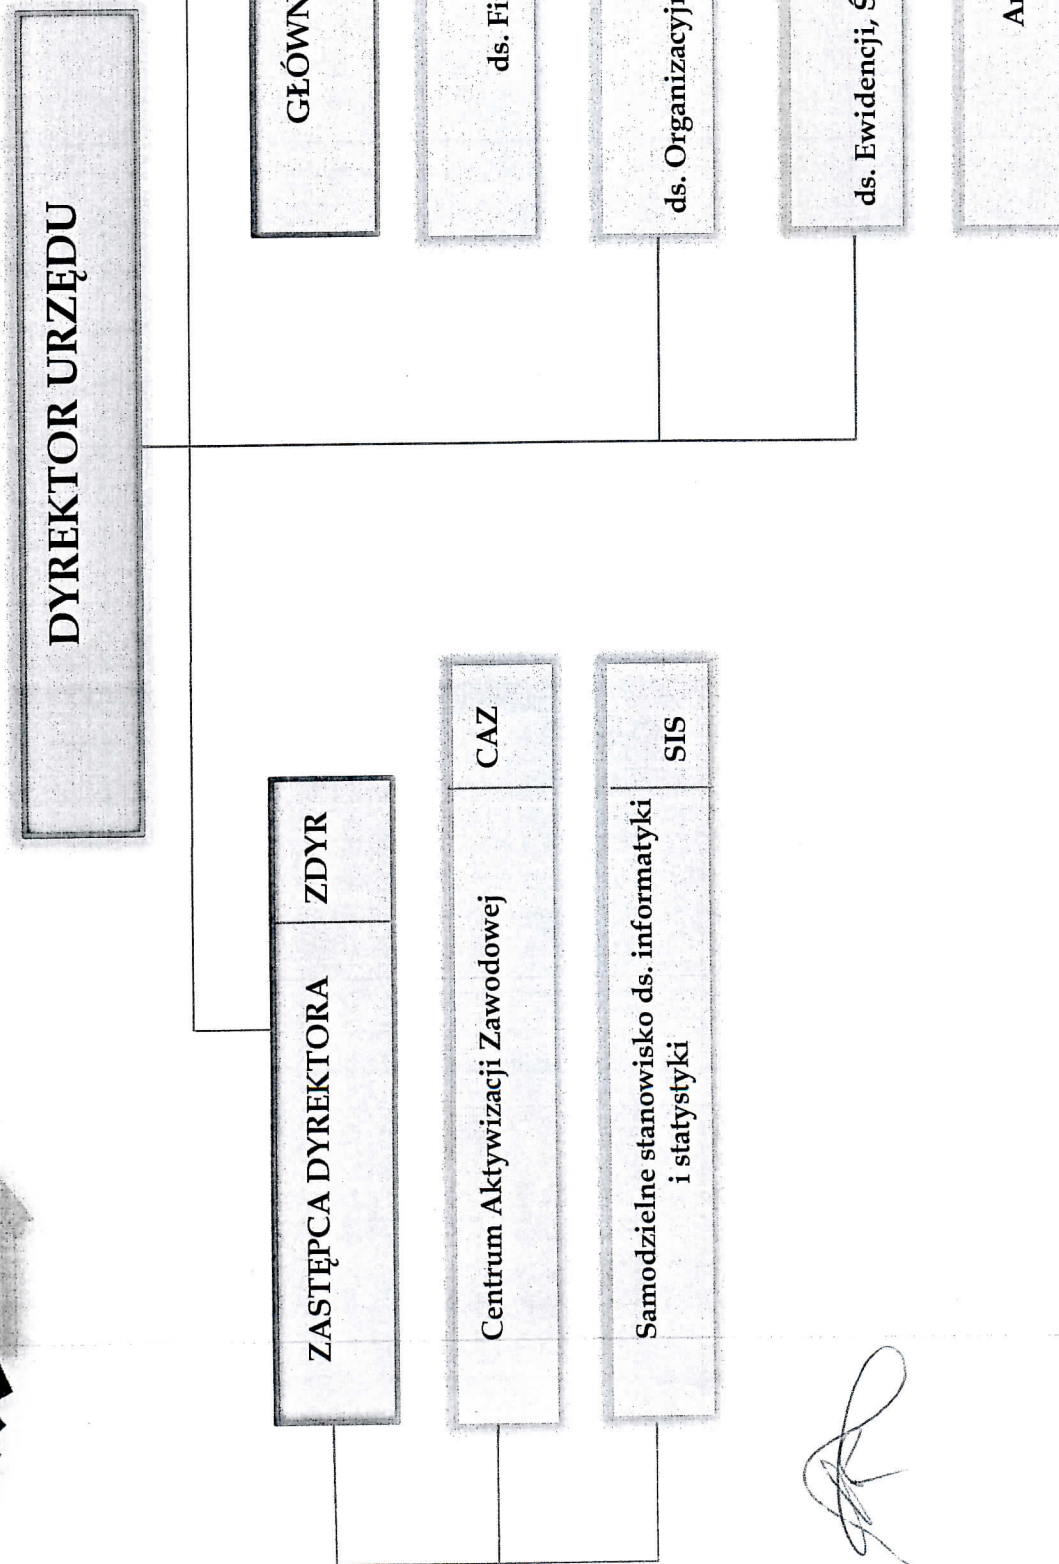 DYREKTOR URZĘDU
ZASTĘPCA DYREKTORA ZDYR
Centrum Aktywizacji Zawodowej CAZ
Samodzielne stanowisko ds. informatyki
i statystyki
SIS
GŁÓWN
ds. Fi
ds. Organizacyj
ds. Ewidencji, Ś